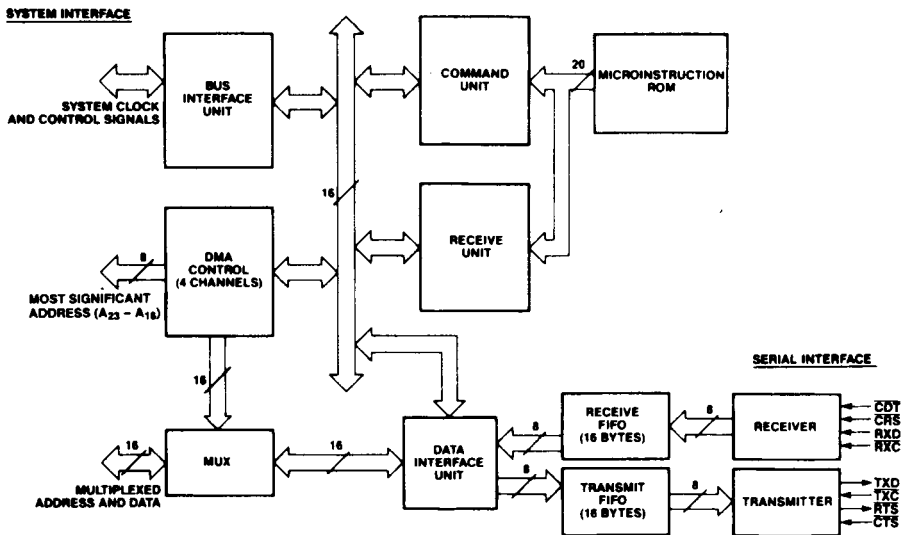 SYSTEM INTERFACE
BUS
INTERFACE
UNIT
SYSTEM CLOCK
AND CONTROL SIGNALS
COMMAND
UNIT
20
MICROINSTRUCTION
ROM
16
RECEIVE
UNIT
DMA
CONTROL
(4 CHANNELS)
8
MOST SIGNIFICANT
ADDRESS (A23 – A16)
16
16
MUX
MULTIPLEXED
ADDRESS AND DATA
16
DATA
INTERFACE
UNIT
SERIAL INTERFACE
8
RECEIVE
FIFO
(16 BYTES)
8
RECEIVER
CDT
CRS
RXD
RXC
8
TRANSMIT
FIFO
(16 BYTES)
8
TRANSMITTER
TXD
TXC
RTS
CTS